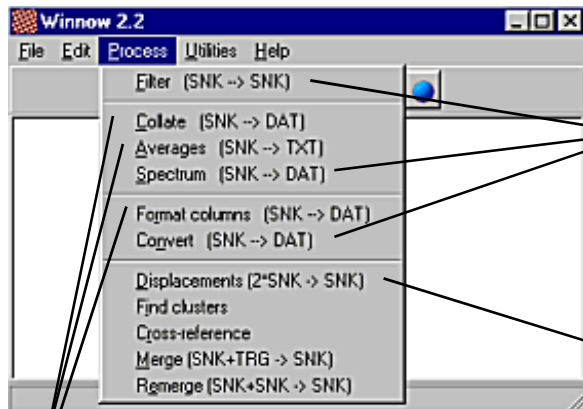 Winnow 2.2
File Edit Process Utilities Help
Filter (SNK --> SNK)
Collate (SNK --> DAT)
Averages (SNK --> TXT)
Spectrum (SNK --> DAT)
Format columns (SNK --> DAT)
Convert (SNK --> DAT)
Displacements (2*SNK -> SNK)
Find clusters
Cross-reference
Merge (SNK+TRG -> SNK)
Remerge (SNK+SNK -> SNK)